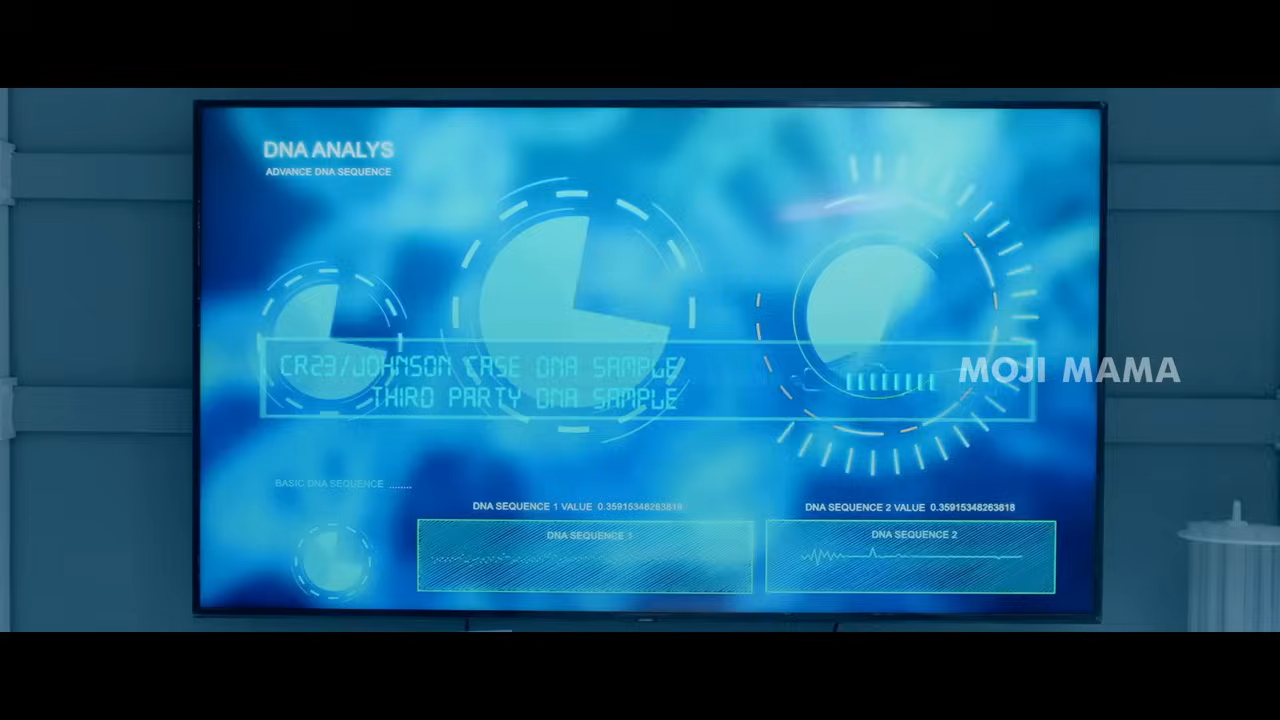 DNA ANALYS
ADVANCE DNA SEQUENCE
CR23/JOHNSON CASE DNA SAMPLE
THIRD PARTY DNA SAMPLE
MOJI MAMA
BASIC DNA SEQUENCE ........
DNA SEQUENCE 1 VALUE 0.35915348263818
DNA SEQUENCE 2 VALUE 0.35915348263818
DNA SEQUENCE 1
DNA SEQUENCE 2